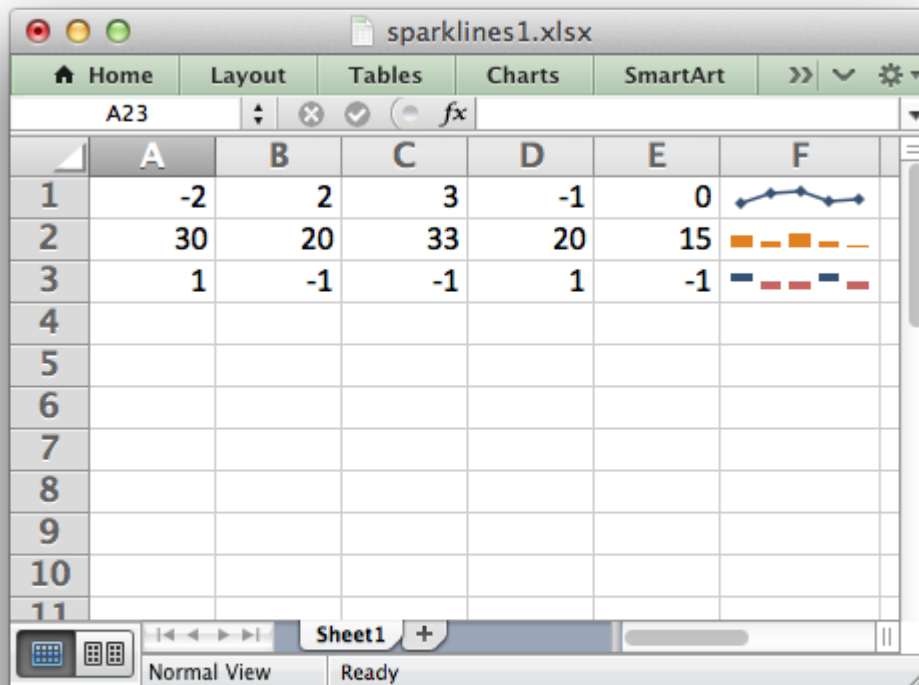 sparklines1.xlsx
Home Layout Tables Charts SmartArt
A23 fx
A B C D E F
1 -2 2 3 -1 0
2 30 20 33 20 15
3 1 -1 -1 1 -1
4
5
6
7
8
9
10
11
Sheet1 +
Normal View Ready